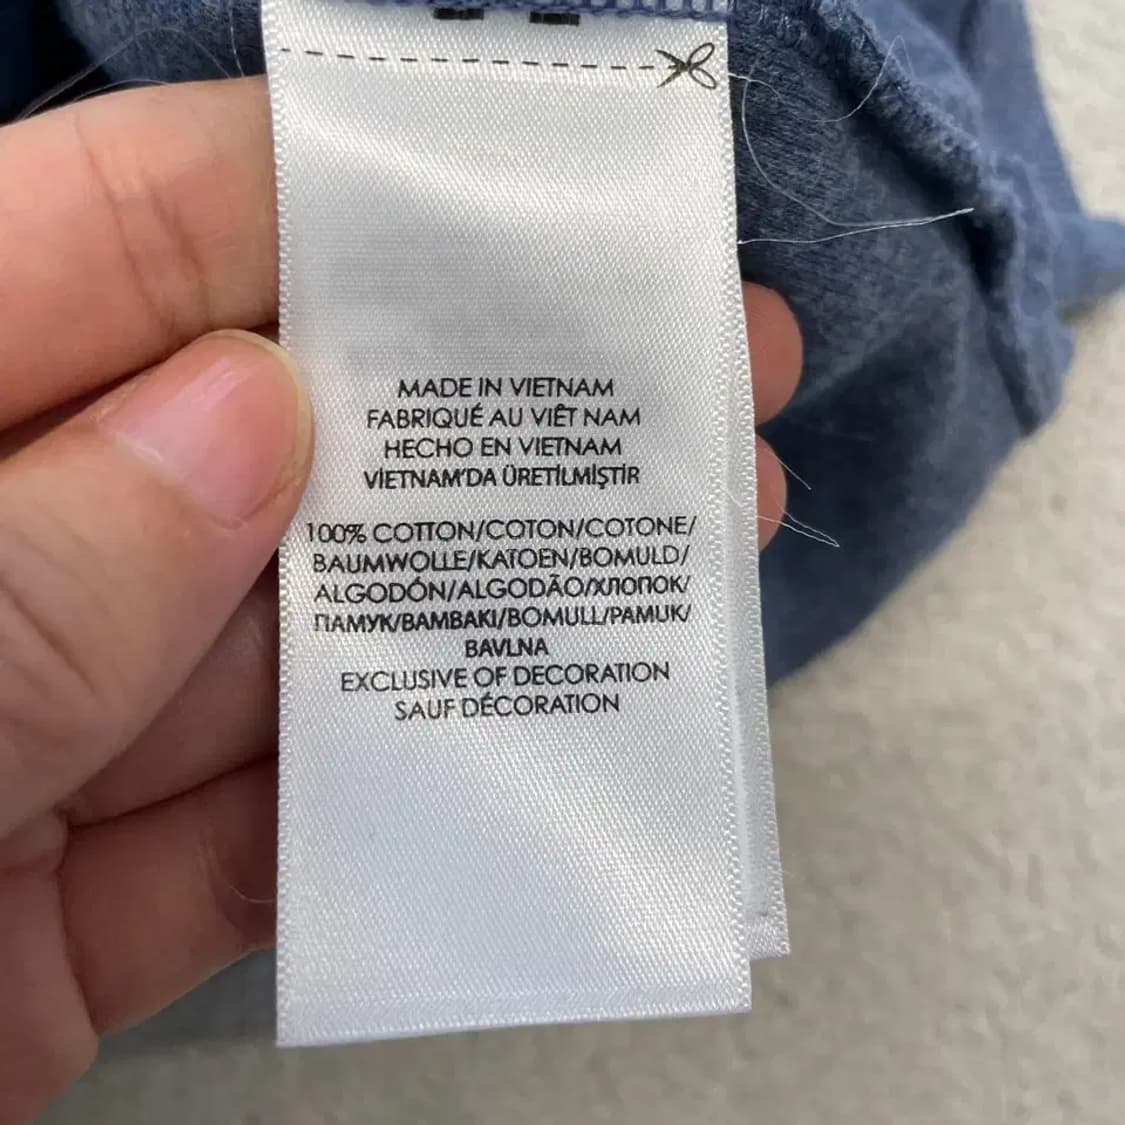 MADE IN VIETNAM
FABRIQUÉ AU VIÊT NAM
HECHO EN VIETNAM
VİETNAM'DA ÜRETİLMİŞTİR
100% COTTON/COTON/COTONE/
BAUMWOLLE/KATOEN/BOMULD/
ALGODÓN/ALGODÃO/ХЛОПОК/
ПАМУК/BAMBAKI/BOMULL/PAMUK/
BAVLNA
EXCLUSIVE OF DECORATION
SAUF DÉCORATION